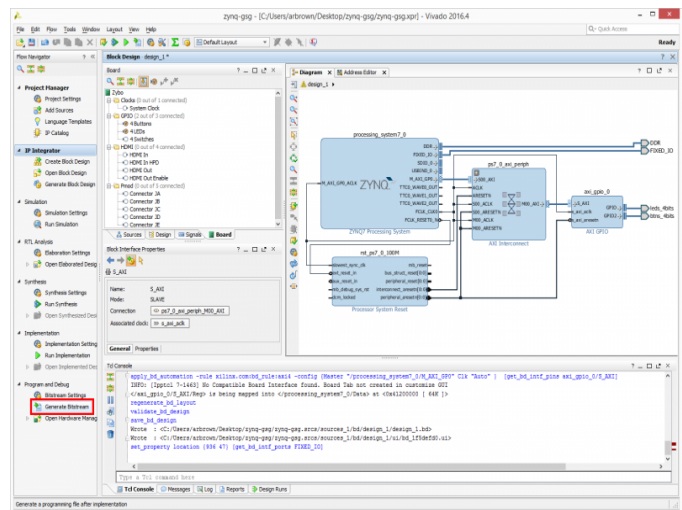 zynq-gsg - [C:/Users/arbrown/Desktop/zynq-gsg/zynq-gsg.xpr] - Vivado 2016.4
File Edit Flow Tools Window Layout View Help
Quick Access
Default Layout
Ready
Flow Navigator
Project Manager
Project Settings
Add Sources
Language Templates
IP Catalog
IP Integrator
Create Block Design
Open Block Design
Generate Block Design
Simulation
Simulation Settings
Run Simulation
RTL Analysis
Elaboration Settings
Open Elaborated Desig
Synthesis
Synthesis Settings
Run Synthesis
Open Synthesized Des
Implementation
Implementation Setting
Run Implementation
Open Implemented Des
Program and Debug
Bitstream Settings
Generate Bitstream
Open Hardware Manag
Block Design - design_1 *
Board
Zybo
Clocks (0 out of 1 connected)
System Clock
GPIO (2 out of 3 connected)
4 Buttons
4 LEDs
4 Switches
HDMI (0 out of 4 connected)
HDMI In
HDMI In HPD
HDMI Out
HDMI Out Enable
Pmod (0 out of 5 connected)
Connector JA
Connector JB
Connector JC
Connector JD
Connector JE
Sources Design Signals Board
Block Interface Properties
S_AXI
Name: S_AXI
Mode: SLAVE
Connection ps7_0_axi_periph_M00_AXI
Associated clock: s_axi_aclk
General Properties
Diagram Address Editor
design_1
processing_system7_0
DDR
FIXED_IO
SDIO_0
USBIND_0
M_AXI_GP0
M_AXI_GP0_ACLK
ZYNQ
TTC0_WAVE0_OUT
TTC0_WAVE1_OUT
TTC0_WAVE2_OUT
FCLK_CLK0
FCLK_RESET0_N
ZYNQ7 Processing System
ps7_0_axi_periph
S00_AXI
ACLK
ARESETN
S00_ACLK
S00_ARESETN
M00_ACLK
M00_ARESETN
M00_AXI
AXI Interconnect
axi_gpio_0
S_AXI
s_axi_aclk
s_axi_aresetn
GPIO
GPIO2
AXI GPIO
DDR
FIXED_IO
leds_4bits
btns_4bits
rst_ps7_0_100M
slowest_sync_clk
ext_reset_in
aux_reset_in
mb_debug_sys_rst
dcm_locked
mb_reset
bus_struct_reset[0:0]
peripheral_reset[0:0]
interconnect_aresetn[0:0]
peripheral_aresetn[0:0]
Processor System Reset
Tcl Console
apply_bd_automation -rule xilinx.com:bd_rule:axi4 -config {Master "/processing_system7_0/M_AXI_GP0" Clk "Auto" } [get_bd_intf_pins axi_gpio_0/S_AXI]
INFO: [Ipptcl 7-1463] No Compatible Board Interface found. Board Tab not created in customize GUI
</axi_gpio_0/S_AXI/Reg> is being mapped into </processing_system7_0/Data> at <0x41200000 [ 64K ]>
regenerate_bd_layout
validate_bd_design
save_bd_design
Wrote : <C:/Users/arbrown/Desktop/zynq-gsg/zynq-gsg.srcs/sources_1/bd/design_1/design_1.bd>
set_property location {936 47} [get_bd_intf_ports FIXED_IO]
Type a Tcl command here
Tcl Console Messages Log Reports Design Runs
Generate a programming file after implementation